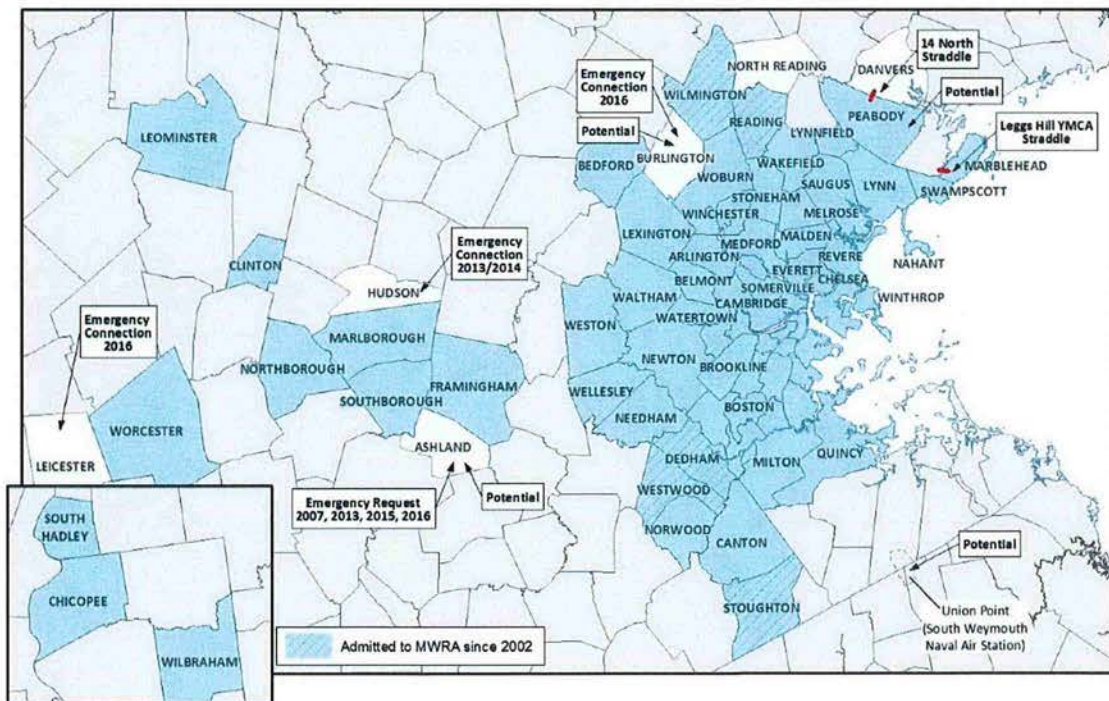 14 North
Straddle
NORTH READING
DANVERS
Emergency
Connection
2016
WILMINGTON
Potential
PEABODY
LEOMINSTER
READING
Leggs Hill YMCA
Straddle
Potential
LYNNFIELD
BURLINGTON
BEDFORD
WAKEFIELD
MARBLEHEAD
WOBURN
SAUGUS
LYNN
SWAMPSCOTT
STONEHAM
WINCHESTER
MELROSE
LEXINGTON
Emergency
Connection
2013/2014
MEDFORD
MALDEN
ARLINGTON
REVERE
NAHANT
CLINTON
EVERETT
CHELSEA
BELMONT
SOMERVILLE
HUDSON
WALTHAM
CAMBRIDGE
WINTHROP
Emergency
Connection
2016
WESTON
WATERTOWN
MARLBOROUGH
NEWTON
NORTHBOROUGH
BROOKLINE
FRAMINGHAM
WELLESLEY
SOUTHBOROUGH
BOSTON
NEEDHAM
WORCESTER
ASHLAND
LEICESTER
DEDHAM
MILTON
QUINCY
Emergency Request
2007, 2013, 2015, 2016
Potential
WESTWOOD
SOUTH
HADLEY
NORWOOD
CANTON
Potential
CHICOPEE
STOUGHTON
Union Point
(South Weymouth
Naval Air Station)
WILBRAHAM
Admitted to MWRA since 2002